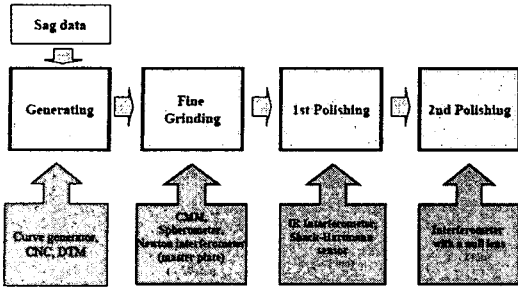 Sag data
Generating
Fine
Grinding
1st Polishing
2nd Polishing
Curve generator,
CNC, DTM
CMM,
Spherometer,
Newton interferometer
(master plate)
IR Interferometer,
Shack-Hartmann
sensor
Interferometer
with a null lens